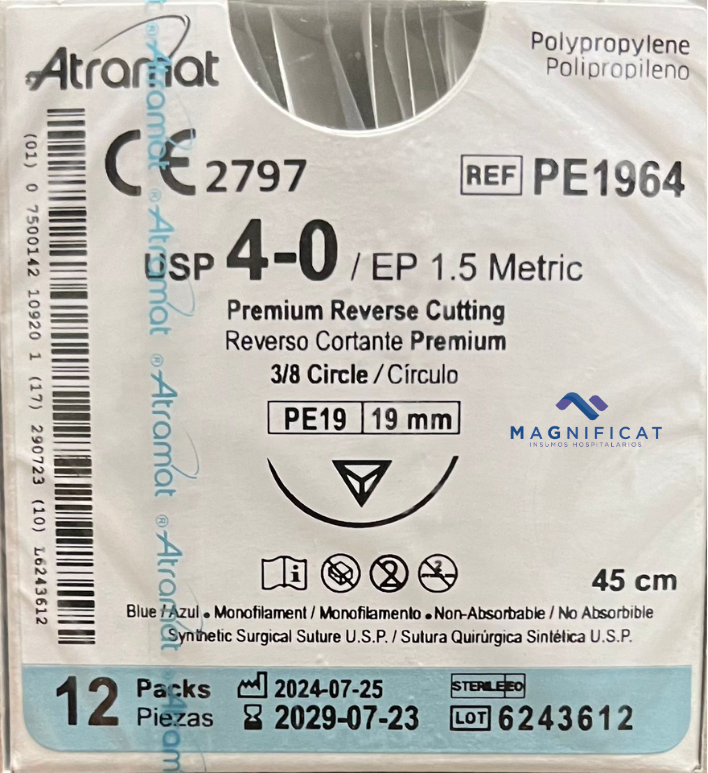 Atramat
Polypropylene
Polipropileno
CE 2797
REF PE1964
USP 4-0 / EP 1.5 Metric
Premium Reverse Cutting
Reverso Cortante Premium
3/8 Circle / Círculo
PE19 19 mm
MAGNIFICAT
INSUMOS HOSPITALARIOS
45 cm
Blue / Azul • Monofilament / Monofilamento • Non-Absorbable / No Absorbible
Synthetic Surgical Suture U.S.P. / Sutura Quirúrgica Sintética U.S.P.
12 Packs
Piezas
2024-07-25
2029-07-23
STERILE EO
LOT 6243612
(01) 0 7500142 10920 1 (17) 290723 (10) L6243612
Atramat ® Atramat ® Atramat ® Atramat ® Atramat